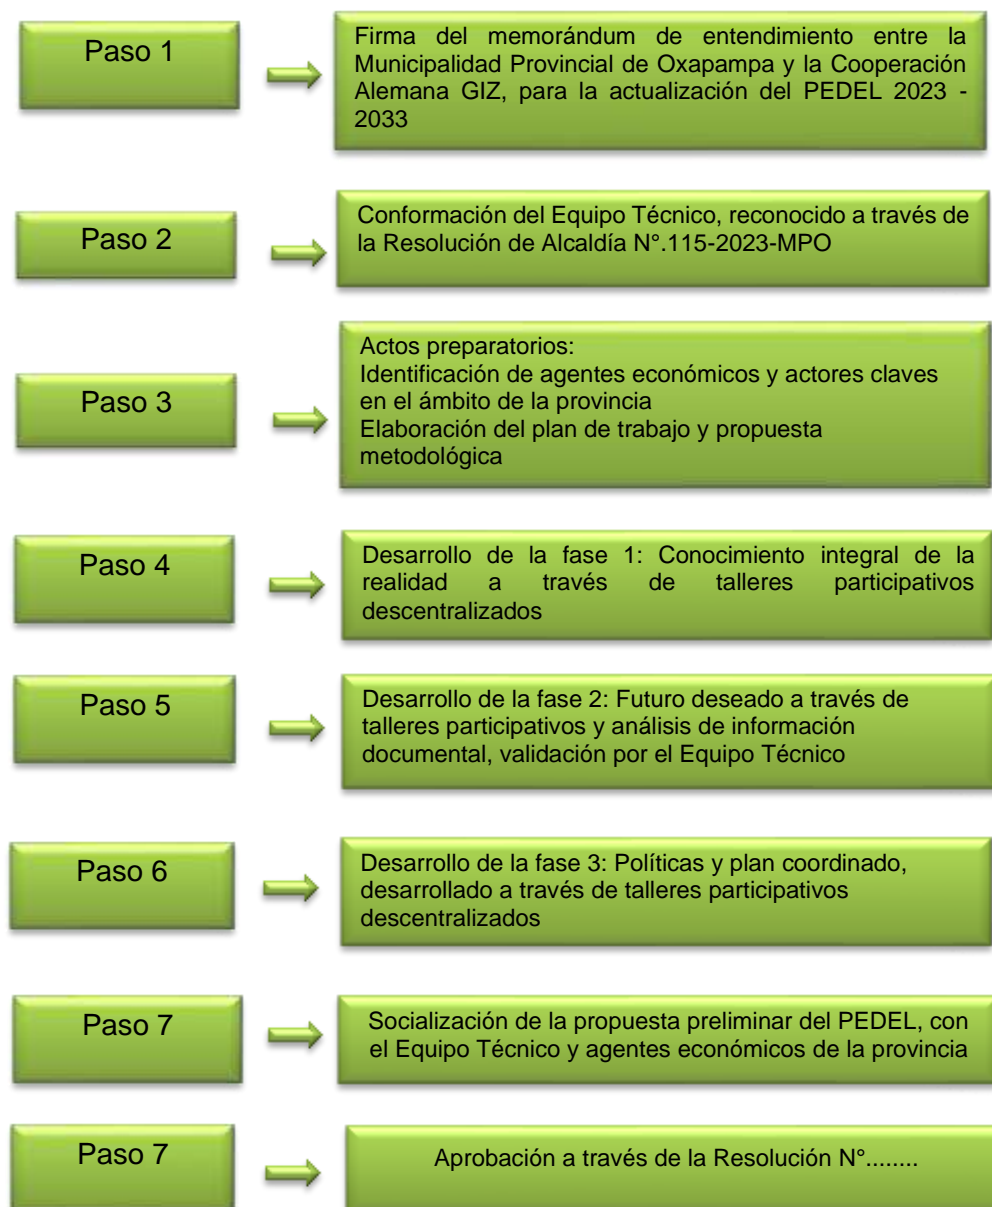 Paso 1
Firma del memorándum de entendimiento entre la
Municipalidad Provincial de Oxapampa y la Cooperación
Alemana GIZ, para la actualización del PEDEL 2023 -
2033
Paso 2
Conformación del Equipo Técnico, reconocido a través de
la Resolución de Alcaldía N°.115-2023-MPO
Paso 3
Actos preparatorios:
Identificación de agentes económicos y actores claves
en el ámbito de la provincia
Elaboración del plan de trabajo y propuesta
metodológica
Paso 4
Desarrollo de la fase 1: Conocimiento integral de la
realidad a través de talleres participativos
descentralizados
Paso 5
Desarrollo de la fase 2: Futuro deseado a través de
talleres participativos y análisis de información
documental, validación por el Equipo Técnico
Paso 6
Desarrollo de la fase 3: Políticas y plan coordinado,
desarrollado a través de talleres participativos
descentralizados
Paso 7
Socialización de la propuesta preliminar del PEDEL, con
el Equipo Técnico y agentes económicos de la provincia
Paso 7
Aprobación a través de la Resolución N°........